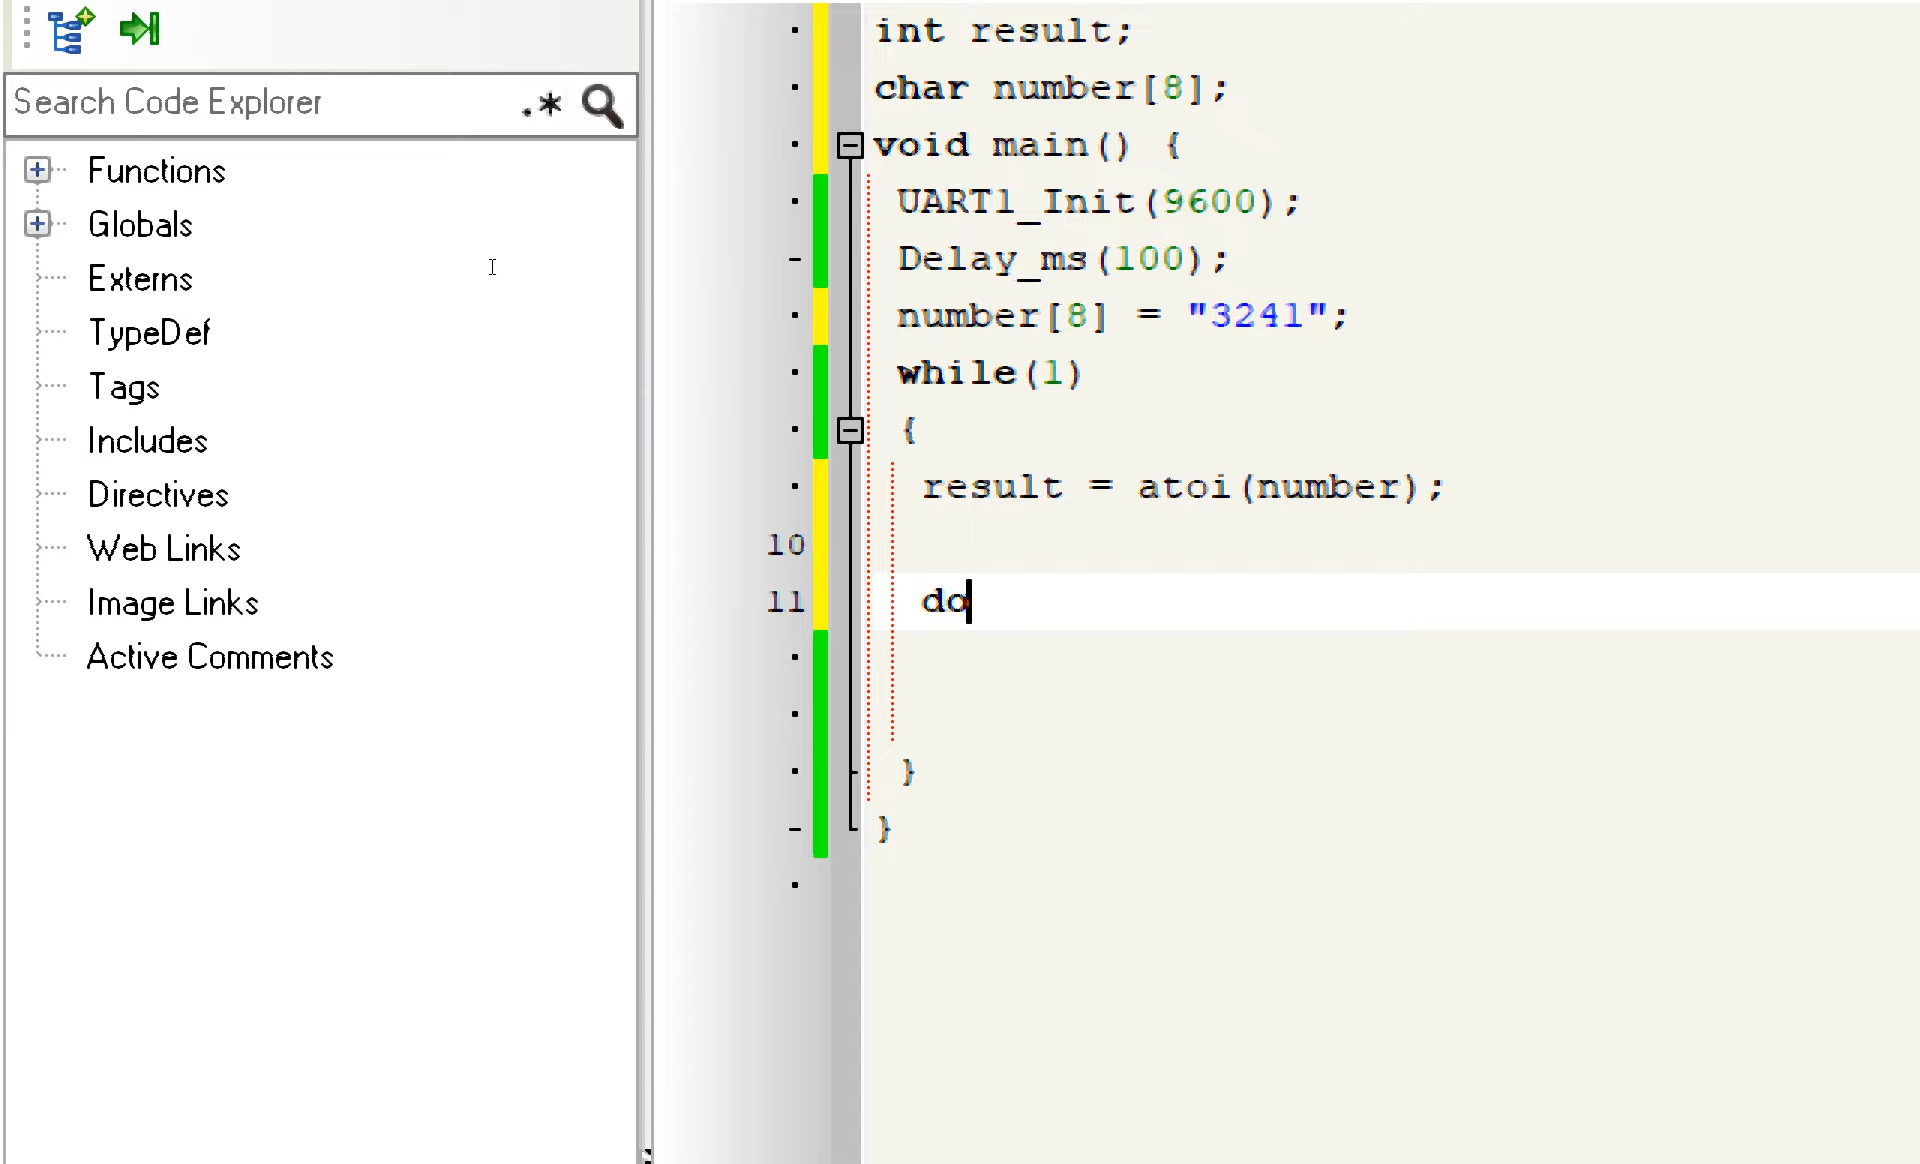 Search Code Explorer .*
Functions
Globals
Externs
TypeDef
Tags
Includes
Directives
Web Links
Image Links
Active Comments
int result;
char number[8];
void main() {
UART1_Init(9600);
Delay_ms(100);
number[8] = "3241";
while(1)
{
result = atoi(number);
10
11 do
}
}